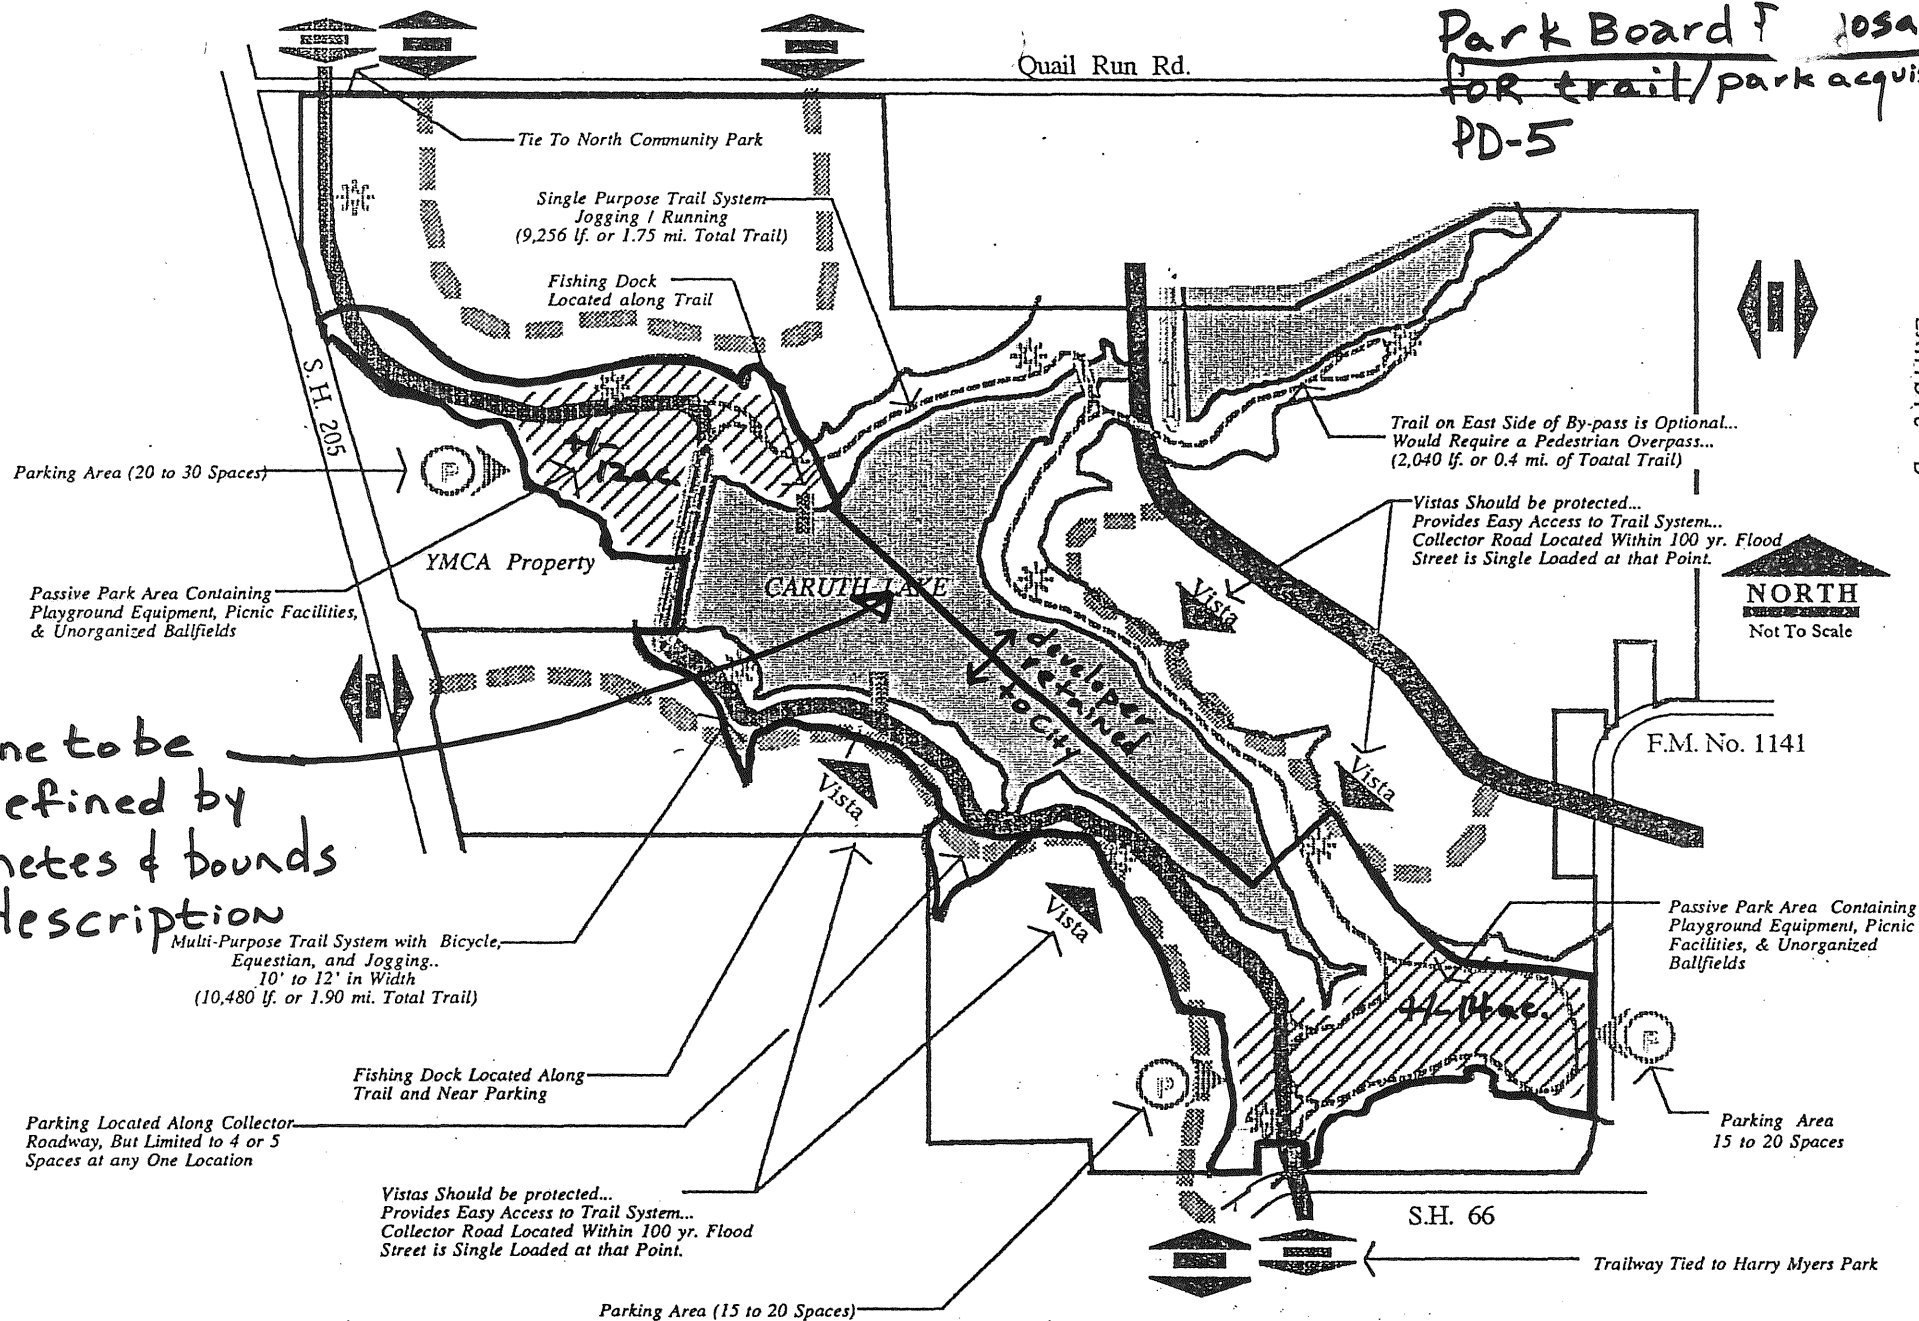 Park Board
for trail/park
PD-5
Quail Run Rd.
Tie To North Community Park
Single Purpose Trail System
Jogging / Running
(9,256 lf. or 1.75 mi. Total Trail)
Fishing Dock
Located along Trail
S.H. 205
Parking Area (20 to 30 Spaces)
P
+/-
12 ac.
Trail on East Side of By-pass is Optional...
Would Require a Pedestrian Overpass...
(2,040 lf. or 0.4 mi. of Toatal Trail)
Vistas Should be protected...
Provides Easy Access to Trail System...
Collector Road Located Within 100 yr. Flood
Street is Single Loaded at that Point.
YMCA Property
CARUTH LAKE
Vista
NORTH
Not To Scale
Passive Park Area Containing
Playground Equipment, Picnic Facilities,
& Unorganized Ballfields
developer
retained
to City
F.M. No. 1141
Vista
Vista
ne to be
efined by
netes & bounds
description
Vista
Multi-Purpose Trail System with Bicycle,
Equestian, and Jogging..
10' to 12' in Width
(10,480 lf. or 1.90 mi. Total Trail)
Passive Park Area Containing
Playground Equipment, Picnic
Facilities, & Unorganized
Ballfields
+/- 14 ac.
P
P
Fishing Dock Located Along
Trail and Near Parking
Parking Located Along Collector
Roadway, But Limited to 4 or 5
Spaces at any One Location
Parking Area
15 to 20 Spaces
Vistas Should be protected...
Provides Easy Access to Trail System...
Collector Road Located Within 100 yr. Flood
Street is Single Loaded at that Point.
S.H. 66
Trailway Tied to Harry Myers Park
Parking Area (15 to 20 Spaces)